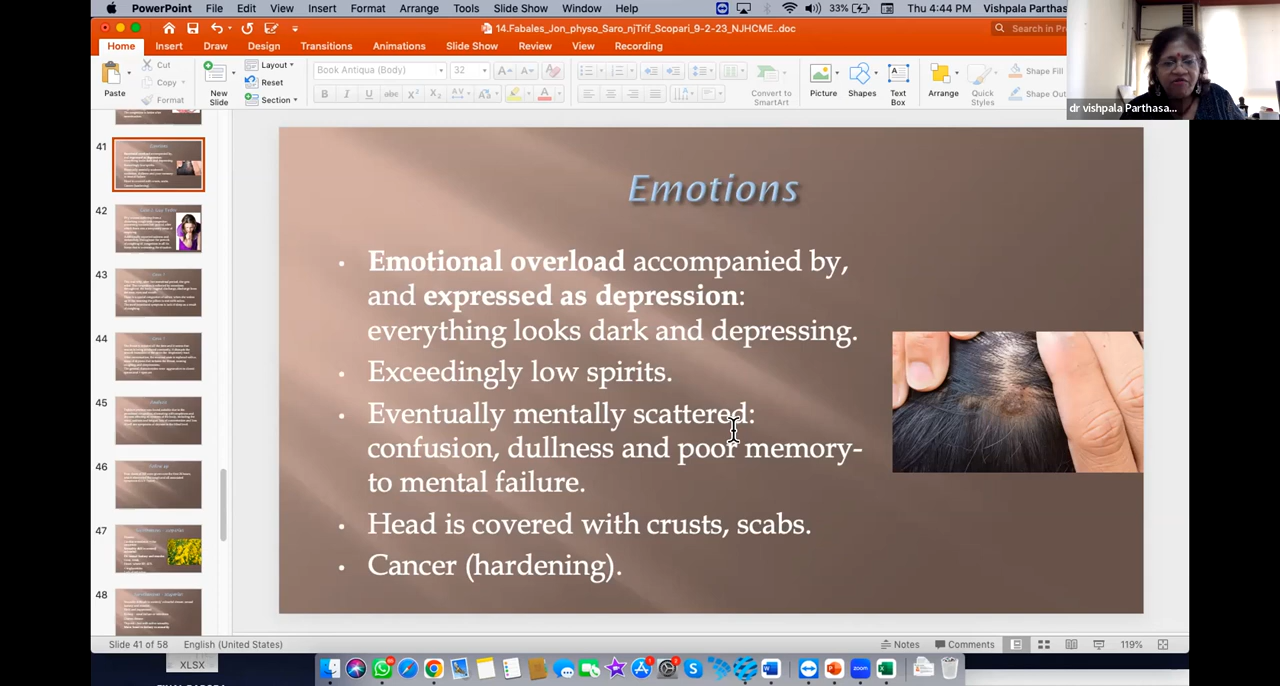 PowerPoint File Edit View Insert Format Arrange Tools Slide Show Window Help 33% Thu 4:44 PM Vishpala Parthas
14.Fabales_Jon_physo_Saro_njTrif_Scopari_9-2-23_NJHCME..doc Search in Pre
Home Insert Draw Design Transitions Animations Slide Show Review View Recording
Paste Cut Copy Format New Slide Layout Reset Section Book Antiqua (Body) 32 Convert to SmartArt Picture Shapes Text Box Arrange Quick Styles Shape Fill Shape Out
dr vishpala Parthasa...
41
42
43
44
45
46
47
48
Emotions
• Emotional overload accompanied by,
and expressed as depression:
everything looks dark and depressing.
• Exceedingly low spirits.
• Eventually mentally scattered:
confusion, dullness and poor memory-
to mental failure.
• Head is covered with crusts, scabs.
• Cancer (hardening).
Slide 41 of 58 English (United States) Notes Comments 119%
XLSX